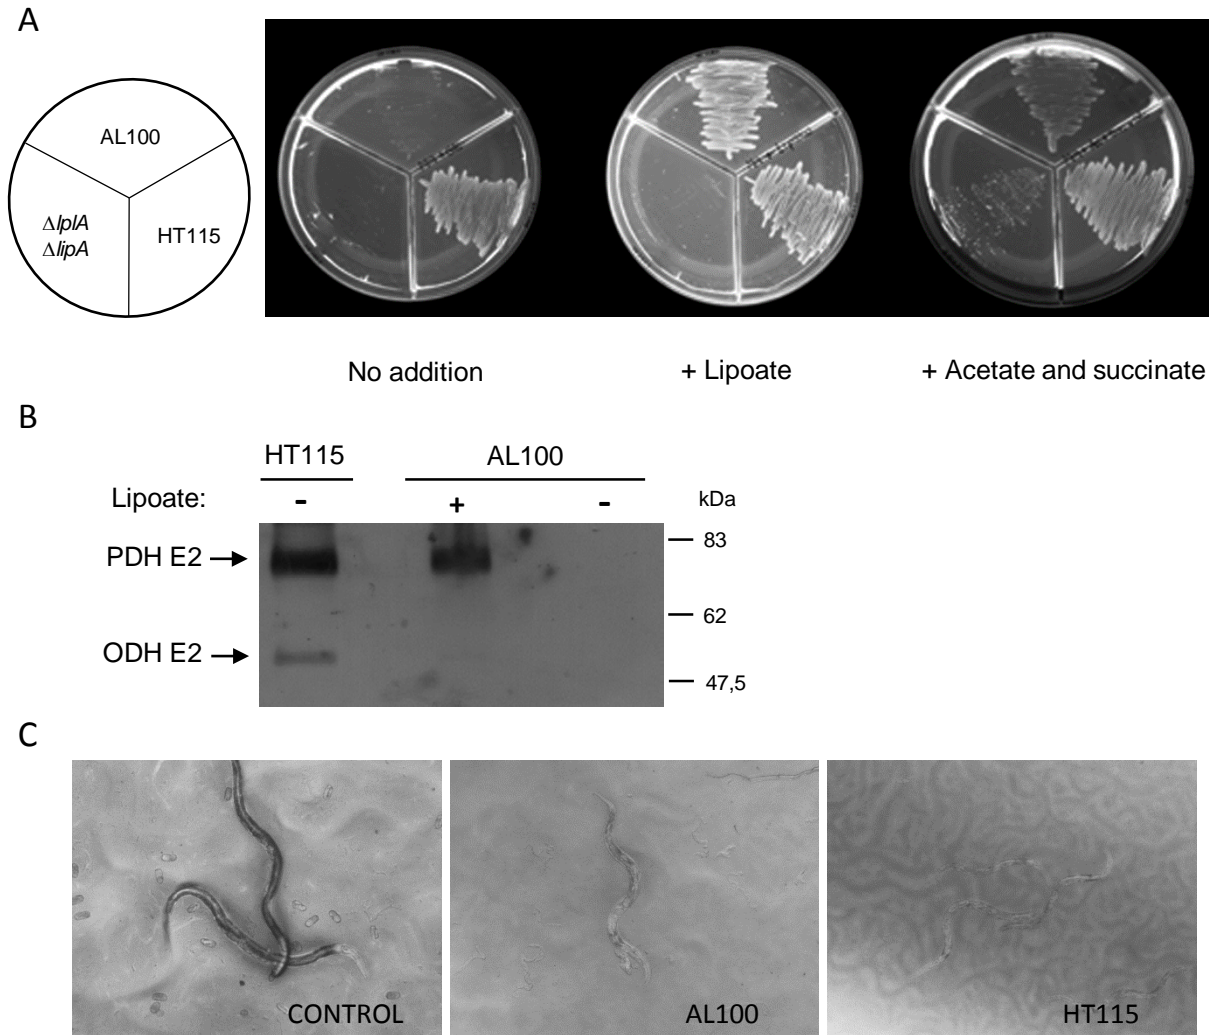 A
AL100
ΔlplA
ΔlipA
HT115
No addition
+ Lipoate
+ Acetate and succinate
B
HT115
AL100
Lipoate:
-
+
-
kDa
PDH E2
83
62
ODH E2
47,5
C
CONTROL
AL100
HT115